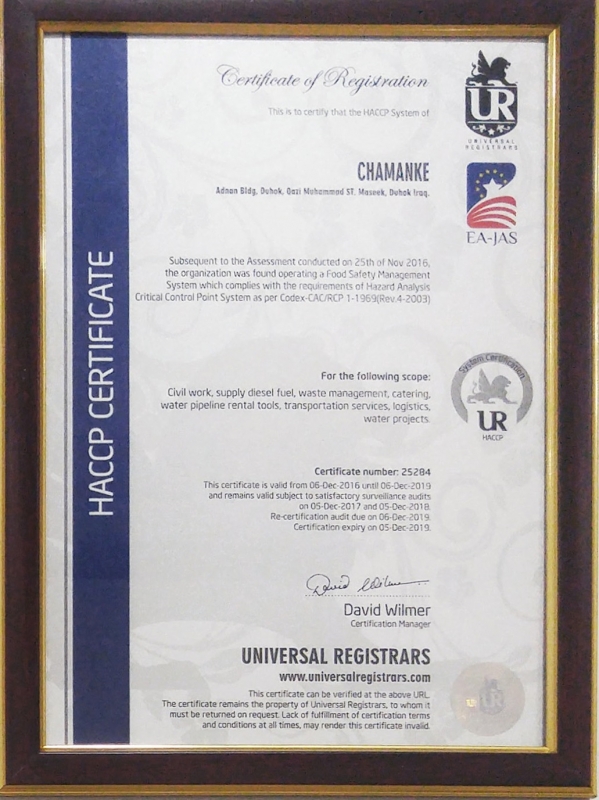 HACCP CERTIFICATE
Certificate of Registration
This is to certify that the HACCP System of
UR
UNIVERSAL
REGISTRARS
CHAMANKE
Adnan Bldg, Duhok, Qazi Muhammad ST. Maseek, Duhok Iraq.
EA-JAS
Subsequent to the Assessment conducted on 25th of Nov 2016,
the organization was found operating a Food Safety Management
System which complies with the requirements of Hazard Analysis
Critical Control Point System as per Codex-CAC/RCP 1-1969(Rev.4-2003)
System Certification
UR
HACCP
For the following scope:
Civil work, supply diesel fuel, waste management, catering,
water pipeline rental tools, transportation services, logistics,
water projects.
Certificate number: 25284
This certificate is valid from 06-Dec-2016 until 06-Dec-2019
and remains valid subject to satisfactory surveillance audits
on 05-Dec-2017 and 05-Dec-2018.
Re-certification audit due on 06-Dec-2019.
Certification expiry on 05-Dec-2019.
David Wilmer
David Wilmer
Certification Manager
UNIVERSAL REGISTRARS
www.universalregistrars.com
This certificate can be verified at the above URL.
The certificate remains the property of Universal Registrars, to whom it
must be returned on request. Lack of fulfillment of certification terms
and conditions at all times, may render this certificate invalid.
UR